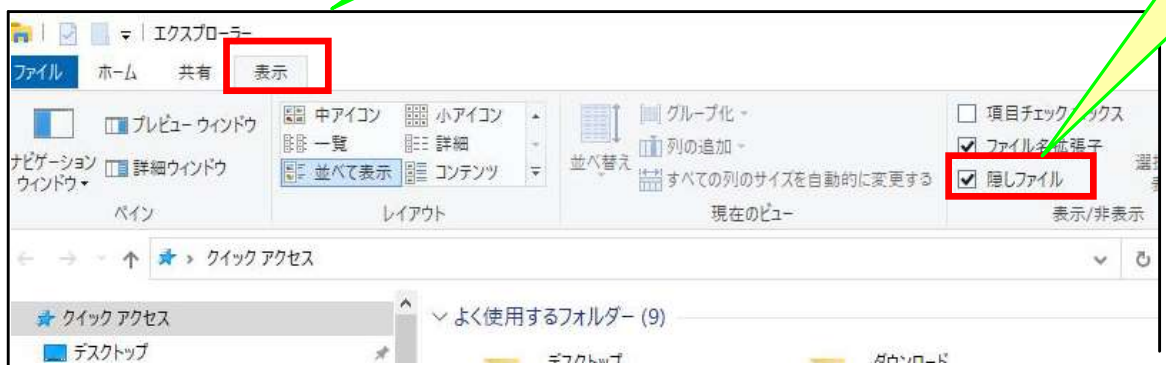 エクスプローラー
ファイル ホーム 共有 表示
ナビゲーション ウィンドウ
プレビュー ウィンドウ
詳細ウィンドウ
ペイン
中アイコン 小アイコン
一覧 詳細
並べて表示 コンテンツ
レイアウト
並べ替え
グループ化
列の追加
すべての列のサイズを自動的に変更する
現在のビュー
項目チェック
ファイル名拡張子
隠しファイル
表示/非表示
クイック アクセス
クイック アクセス
デスクトップ
よく使用するフォルダー (9)
デスクトップ ダウンロード